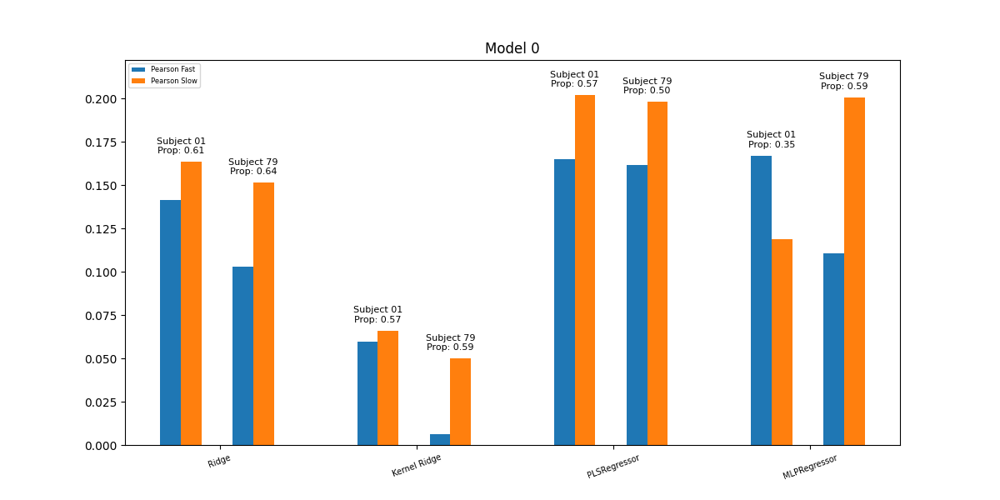 Model 0
Pearson Fast
Pearson Slow
0.200
0.175
0.150
0.125
0.100
0.075
0.050
0.025
0.000
Subject 01
Prop: 0.61
Subject 79
Prop: 0.64
Subject 01
Prop: 0.57
Subject 79
Prop: 0.59
Subject 01
Prop: 0.57
Subject 79
Prop: 0.50
Subject 01
Prop: 0.35
Subject 79
Prop: 0.59
Ridge
Kernel Ridge
PLSRegressor
MLPRegressor